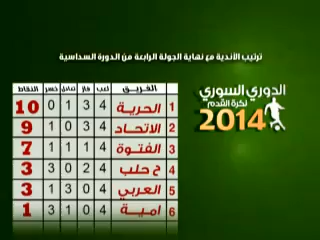 ترتيب الأندية مع نهاية الجولة الرابعة من الدورة السداسية
الدوري السوري
لكرة القدم
2014
الفريق لعب فاز تعادل خسر النقاط
1 الحرية 4 3 1 0 10
2 الاتحاد 4 3 0 1 9
3 الفتوة 4 1 1 1 7
4 ح حلب 4 2 0 3 3
5 العربي 4 0 3 1 3
6 امية 4 0 1 3 1